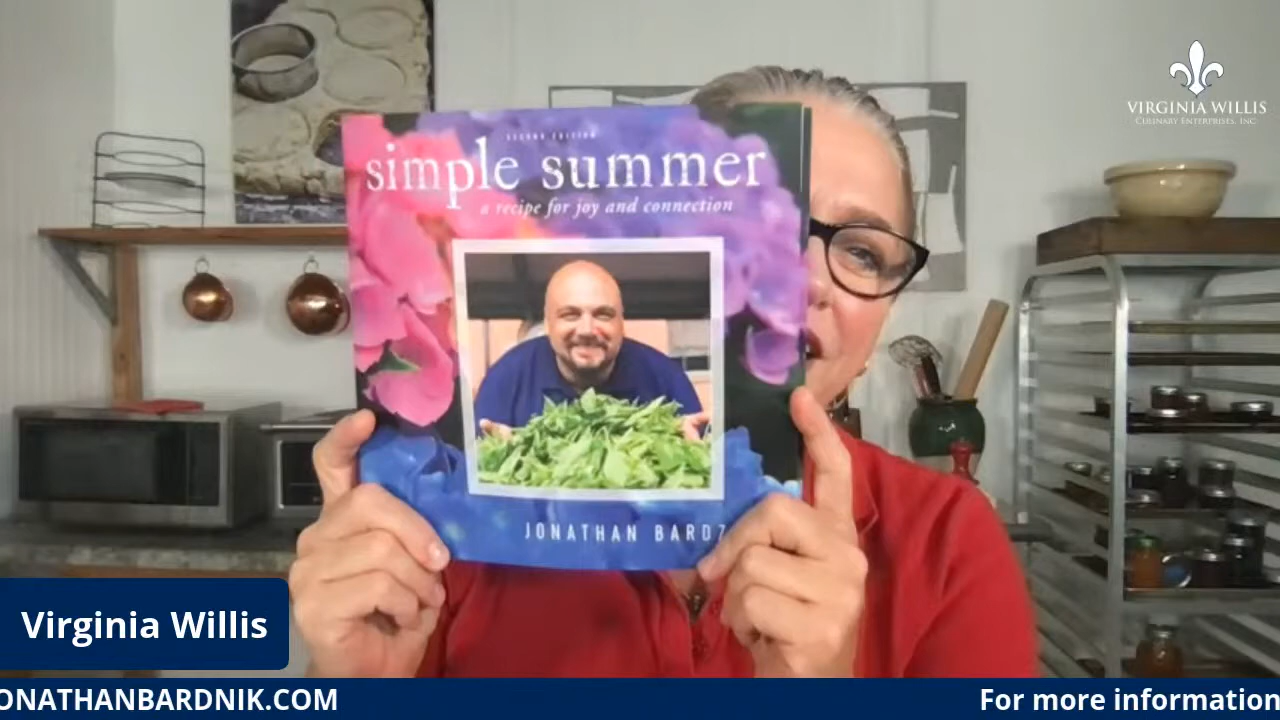 VIRGINIA WILLIS
CULINARY ENTERPRISES, INC
SECOND EDITION
simple summer
a recipe for joy and connection
JONATHAN BARDZ
Virginia Willis
ONATHANBARDNIK.COM
For more information